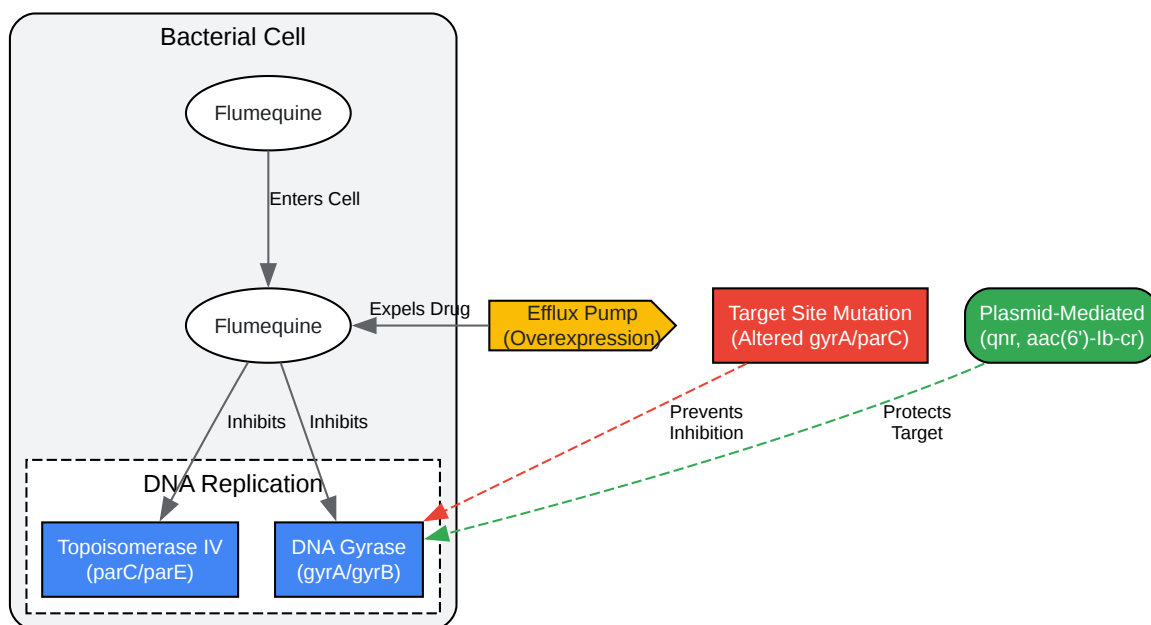 Bacterial Cell
Flumequine
Enters Cell
Flumequine
Expels Drug
Efflux Pump
(Overexpression)
Target Site Mutation
(Altered gyrA/parC)
Plasmid-Mediated
(qnr, aac(6')-Ib-cr)
Inhibits
Inhibits
Prevents
Inhibition
Protects
Target
DNA Replication
Topoisomerase IV
(parC/parE)
DNA Gyrase
(gyrA/gyrB)